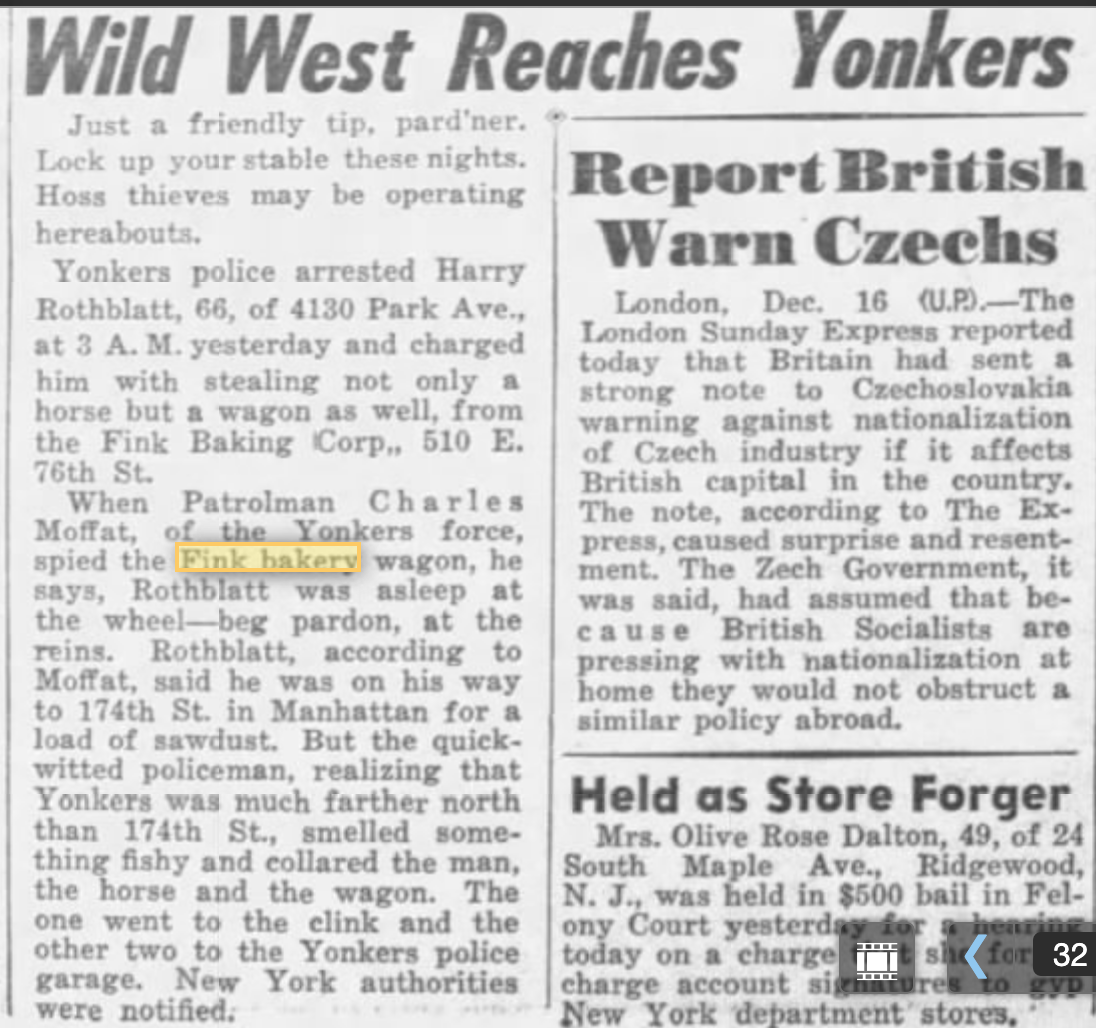 Wild West Reaches Yonkers
Just a friendly tip, pard'ner.
Lock up your stable these nights.
Hoss thieves may be operating
hereabouts.
Yonkers police arrested Harry
Rothblatt, 66, of 4130 Park Ave.,
at 3 A. M. yesterday and charged
him with stealing not only a
horse but a wagon as well, from
the Fink Baking Corp., 510 E.
76th St.
When Patrolman Charles
Moffat, of the Yonkers force,
spied the Fink bakery wagon, he
says, Rothblatt was asleep at
the wheel—beg pardon, at the
reins. Rothblatt, according to
Moffat, said he was on his way
to 174th St. in Manhattan for a
load of sawdust. But the quick-
witted policeman, realizing that
Yonkers was much farther north
than 174th St., smelled some-
thing fishy and collared the man,
the horse and the wagon. The
one went to the clink and the
other two to the Yonkers police
garage. New York authorities
were notified.
Report British
Warn Czechs
London, Dec. 16 (U.P.).—The
London Sunday Express reported
today that Britain had sent a
strong note to Czechoslovakia
warning against nationalization
of Czech industry if it affects
British capital in the country.
The note, according to The Ex-
press, caused surprise and resent-
ment. The Zech Government, it
was said, had assumed that be-
cause British Socialists are
pressing with nationalization at
home they would not obstruct a
similar policy abroad.
Held as Store Forger
Mrs. Olive Rose Dalton, 49, of 24
South Maple Ave., Ridgewood,
N. J., was held in $500 bail in Fel-
ony Court yesterday for a hearing
today on a charge she
charge account signatures to gyp
New York department stores.
32